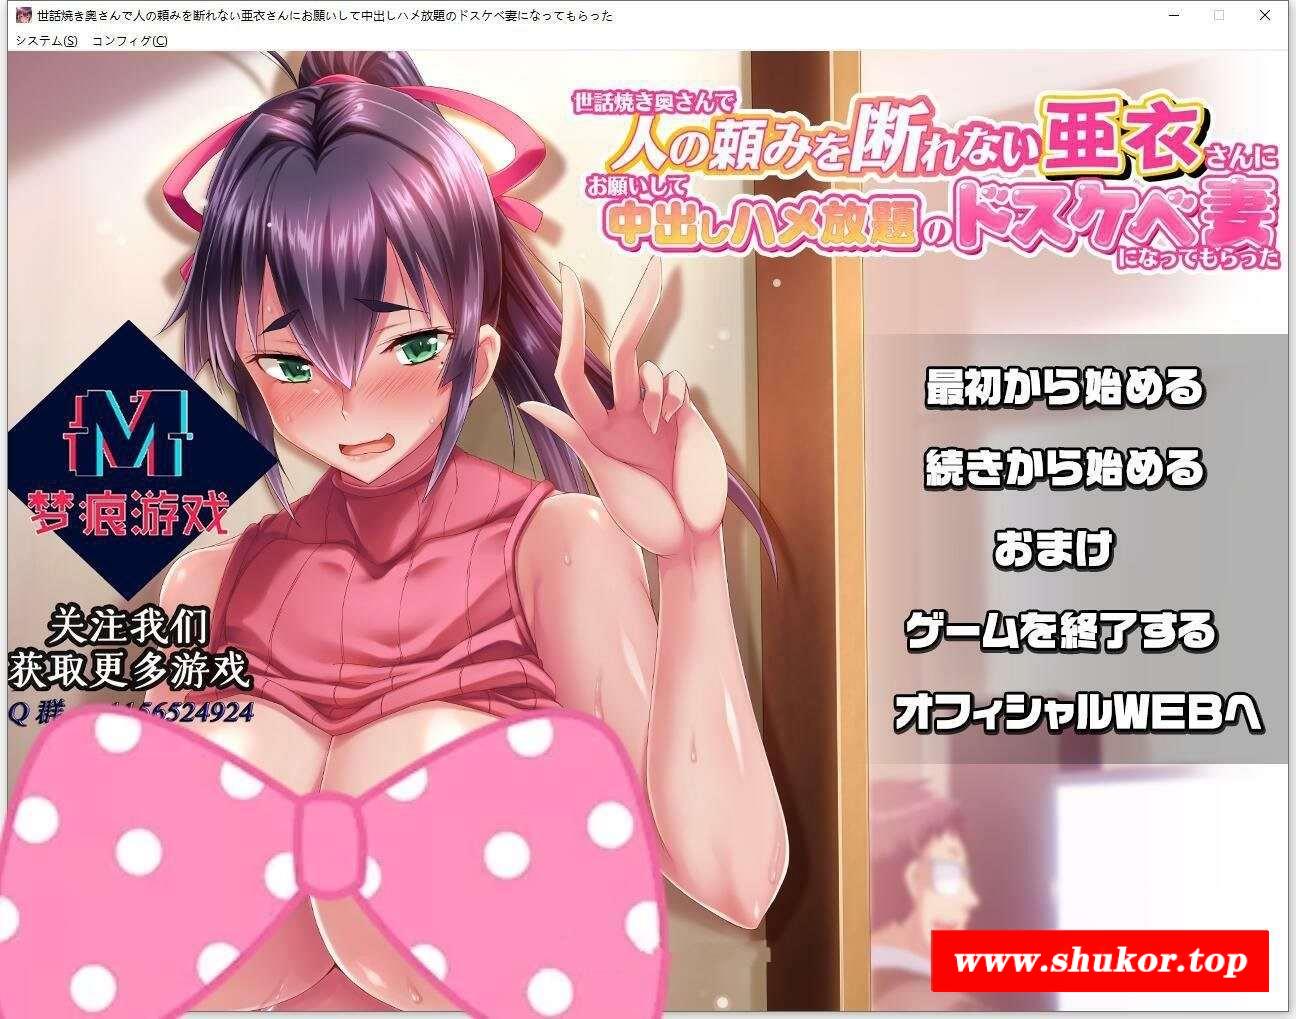 世話焼き奥さんで人の頼みを断れない亜衣さんにお願いして中出しハメ放題のドスケベ妻になってもらった
システム(S) コンフィグ(C)
世話焼き奥さんで
人の頼みを断れない亜衣さんに
お願いして
中出しハメ放題のドスケベ妻
になってもらった
最初から始める
続きから始める
おまけ
ゲームを終了する
オフィシャルWEBへ
M
梦痕游戏
关注我们
获取更多游戏
Q 群 156524924
www.shukor.top